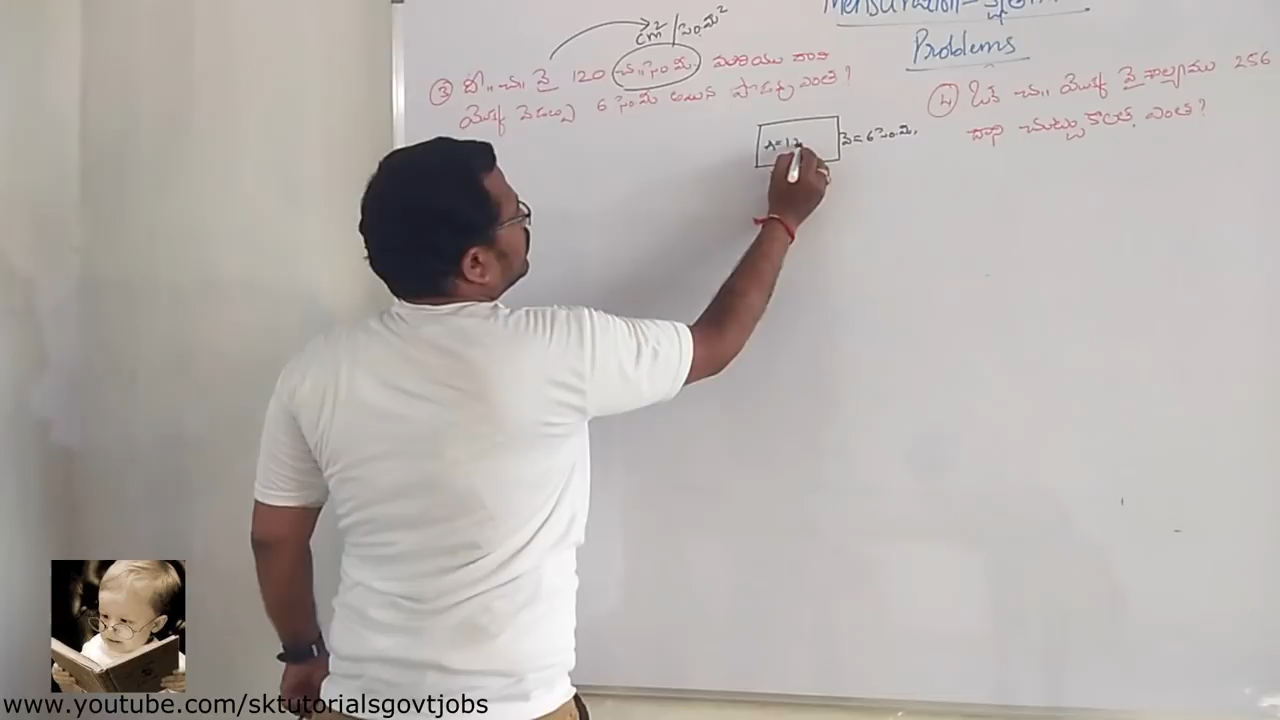 Mensuration -
Problems
cm² / సెం.మీ²
③ దీ.. చ.. వై 120 చ..సెం.మీ. మరియు దాని
యొక్క వెడల్పు 6 సెం.మీ అయిన పొడవు ఎంత?
④ ఒక చ.. యొక్క వైశాల్యము 256
దాని చుట్టుకొలత ఎంత?
A=12
వె = 6 సెం.మీ.
www.youtube.com/sktutorialsgovtjobs